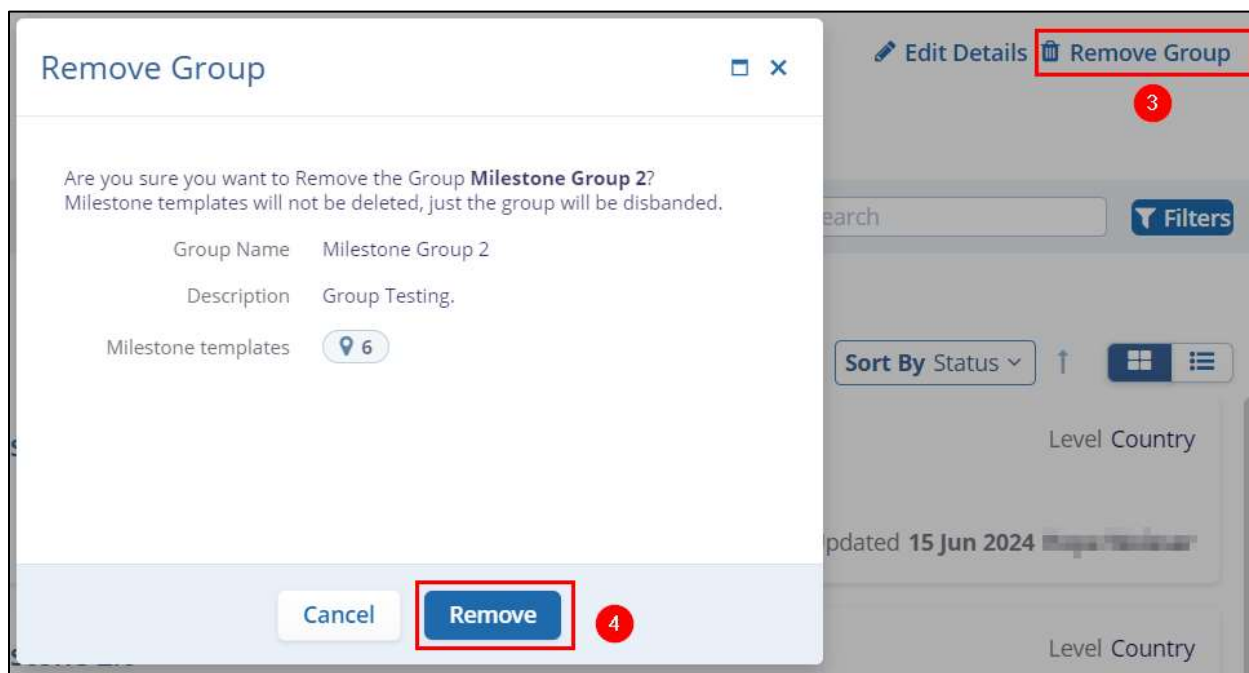 Remove Group
Edit Details
Remove Group
3
Are you sure you want to Remove the Group Milestone Group 2?
Milestone templates will not be deleted, just the group will be disbanded.
Group Name Milestone Group 2
Description Group Testing.
Milestone templates 6
earch
Filters
Sort By Status
Level Country
pdated 15 Jun 2024
Cancel
Remove
4
Level Country